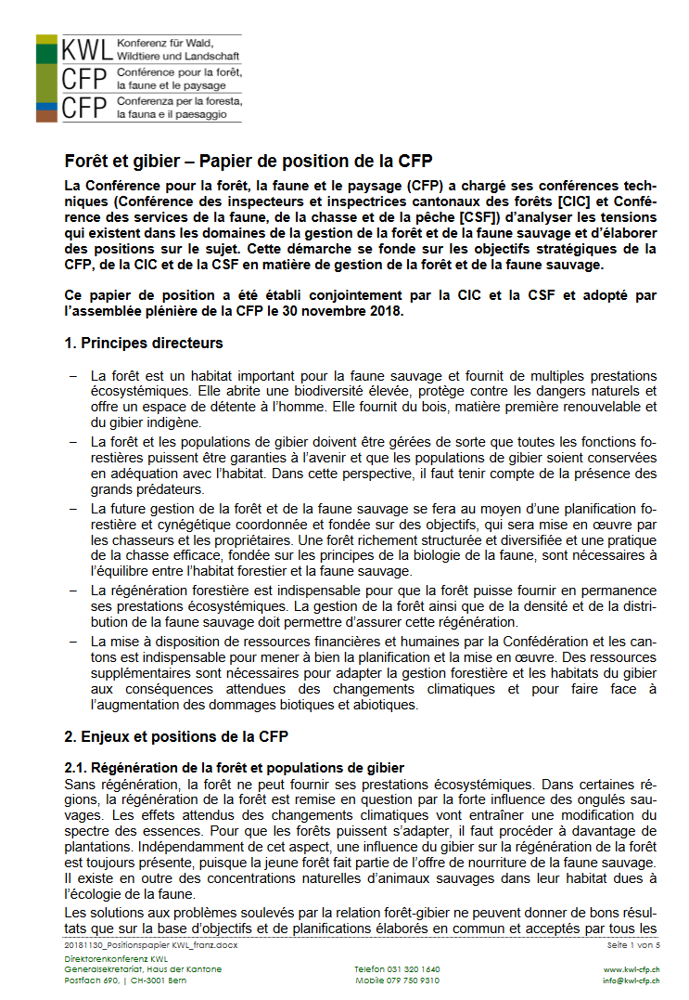 KWL Konferenz für Wald,
Wildtiere und Landschaft
CFP Conférence pour la forêt,
la faune et le paysage
CFP Conferenza per la foresta,
la fauna e il paesaggio
Forêt et gibier – Papier de position de la CFP
La Conférence pour la forêt, la faune et le paysage (CFP) a chargé ses conférences tech-
niques (Conférence des inspecteurs et inspectrices cantonaux des forêts [CIC] et Confé-
rence des services de la faune, de la chasse et de la pêche [CSF]) d’analyser les tensions
qui existent dans les domaines de la gestion de la forêt et de la faune sauvage et d’élaborer
des positions sur le sujet. Cette démarche se fonde sur les objectifs stratégiques de la
CFP, de la CIC et de la CSF en matière de gestion de la forêt et de la faune sauvage.
Ce papier de position a été établi conjointement par la CIC et la CSF et adopté par
l’assemblée plénière de la CFP le 30 novembre 2018.
1. Principes directeurs
– La forêt est un habitat important pour la faune sauvage et fournit de multiples prestations
écosystémiques. Elle abrite une biodiversité élevée, protège contre les dangers naturels et
offre un espace de détente à l’homme. Elle fournit du bois, matière première renouvelable et
du gibier indigène.
– La forêt et les populations de gibier doivent être gérées de sorte que toutes les fonctions fo-
restières puissent être garanties à l’avenir et que les populations de gibier soient conservées
en adéquation avec l’habitat. Dans cette perspective, il faut tenir compte de la présence des
grands prédateurs.
– La future gestion de la forêt et de la faune sauvage se fera au moyen d’une planification fo-
restière et cynégétique coordonnée et fondée sur des objectifs, qui sera mise en œuvre par
les chasseurs et les propriétaires. Une forêt richement structurée et diversifiée et une pratique
de la chasse efficace, fondée sur les principes de la biologie de la faune, sont nécessaires à
l’équilibre entre l’habitat forestier et la faune sauvage.
– La régénération forestière est indispensable pour que la forêt puisse fournir en permanence
ses prestations écosystémiques. La gestion de la forêt ainsi que de la densité et de la distri-
bution de la faune sauvage doit permettre d’assurer cette régénération.
– La mise à disposition de ressources financières et humaines par la Confédération et les can-
tons est indispensable pour mener à bien la planification et la mise en œuvre. Des ressources
supplémentaires sont nécessaires pour adapter la gestion forestière et les habitats du gibier
aux conséquences attendues des changements climatiques et pour faire face à
l’augmentation des dommages biotiques et abiotiques.
2. Enjeux et positions de la CFP
2.1. Régénération de la forêt et populations de gibier
Sans régénération, la forêt ne peut fournir ses prestations écosystémiques. Dans certaines ré-
gions, la régénération de la forêt est remise en question par la forte influence des ongulés sau-
vages. Les effets attendus des changements climatiques vont entraîner une modification du
spectre des essences. Pour que les forêts puissent s’adapter, il faut procéder à davantage de
plantations. Indépendamment de cet aspect, une influence du gibier sur la régénération de la forêt
est toujours présente, puisque la jeune forêt fait partie de l’offre de nourriture de la faune sauvage.
Il existe en outre des concentrations naturelles d’animaux sauvages dans leur habitat dues à
l’écologie de la faune.
Les solutions aux problèmes soulevés par la relation forêt-gibier ne peuvent donner de bons résul-
tats que sur la base d’objectifs et de planifications élaborés en commun et acceptés par tous les
20181130_Positionspapier KWL_franz.docx Seite 1 von 5
Direktorenkonferenz KWL
Generalsekretariat, Haus der Kantone Telefon 031 320 1640 www.kwl-cfp.ch
Postfach 690, | CH-3001 Bern Mobile 079 750 9310 info@kwl-cfp.ch